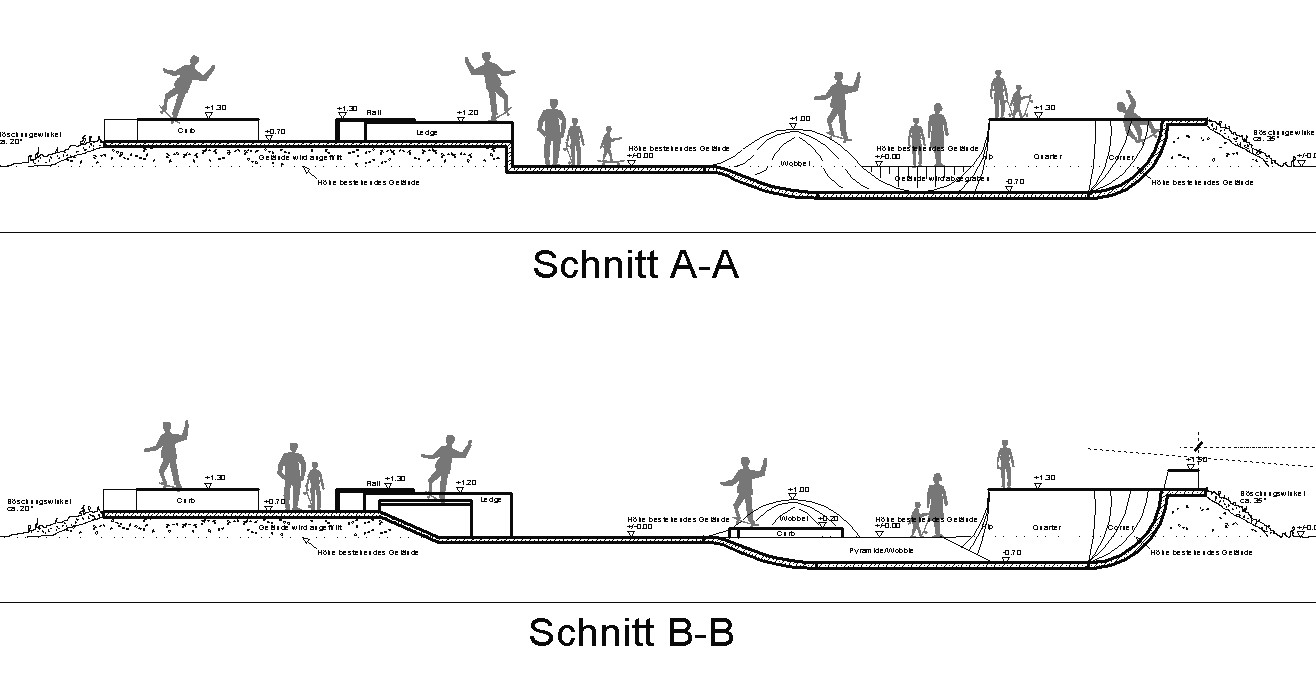 +1.30
+1.30
Rail
+1.20
+1.00
+1.30
Böschungswinkel
ca. 20°
Curb
+0.70
Ledge
Böschungswinkel
ca. 35°
Gelände wird angefüllt
Höhe bestehendes Gelände
+/-0.00
Wobbel
Höhe bestehendes Gelände
+/-0.00
Quarter
Corner
Höhe bestehendes Gelände
Gelände wird abgegraben
-0.70
Höhe bestehendes Gelände
Schnitt A-A
+1.30
Rail
+1.30
+1.20
+1.00
+1.30
Böschungswinkel
ca. 20°
Curb
+0.70
Ledge
Böschungswinkel
ca. 35°
Gelände wird angefüllt
Höhe bestehendes Gelände
+/-0.00
Wobbel
+0.20
Curb
Höhe bestehendes Gelände
+/-0.00
Quarter
Corner
Höhe bestehendes Gelände
Pyramide/Wobble
-0.70
Höhe bestehendes Gelände
Schnitt B-B